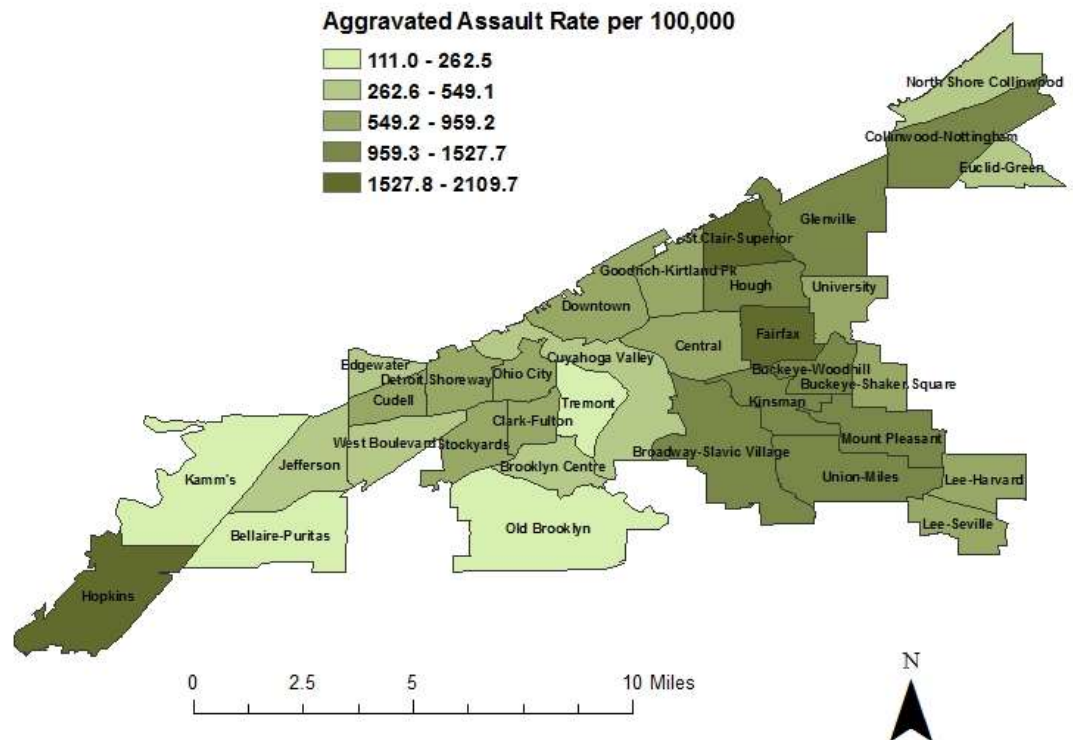 Aggravated Assault Rate per 100,000
111.0 - 262.5
262.6 - 549.1
549.2 - 959.2
959.3 - 1527.7
1527.8 - 2109.7
North Shore Collinwood
Collinwood-Nottingham
Euclid-Green
Glenville
St.Clair-Superior
Goodrich-Kirtland Pk
Hough
University
Downtown
Fairfax
Central
Cuyahoga Valley
Edgewater
Buckeye-Woodhill
Ohio City
Detroit Shoreway
Buckeye-Shaker Square
Cudell
Tremont
Kinsman
Clark-Fulton
West Boulevard
Stockyards
Mount Pleasant
Broadway-Slavic Village
Jefferson
Brooklyn Centre
Kamm's
Union-Miles
Lee-Harvard
Lee-Seville
Old Brooklyn
Bellaire-Puritas
Hopkins
N
0 2.5 5 10 Miles